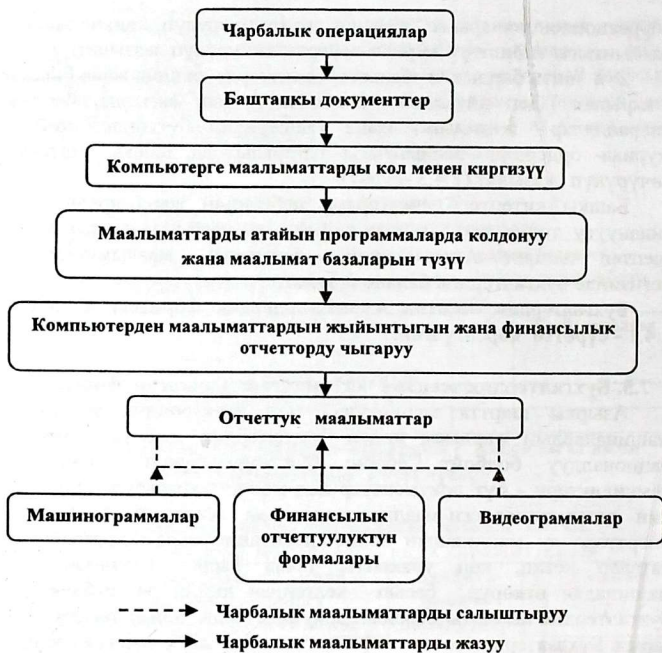 Чарбалык операциялар
Баштапкы документтер
Компьютерге маалыматтарды кол менен киргизүү
Маалыматтарды атайын программаларда колдонуу
жана маалымат базаларын түзүү
Компьютерден маалыматтардын жыйынтыгын жана финансылык
отчетторду чыгаруу
Отчеттук маалыматтар
Машинограммалар
Финансылык
отчеттуулуктун
формалары
Видеограммалар
Чарбалык маалыматтарды салыштыруу
Чарбалык маалыматтарды жазуу